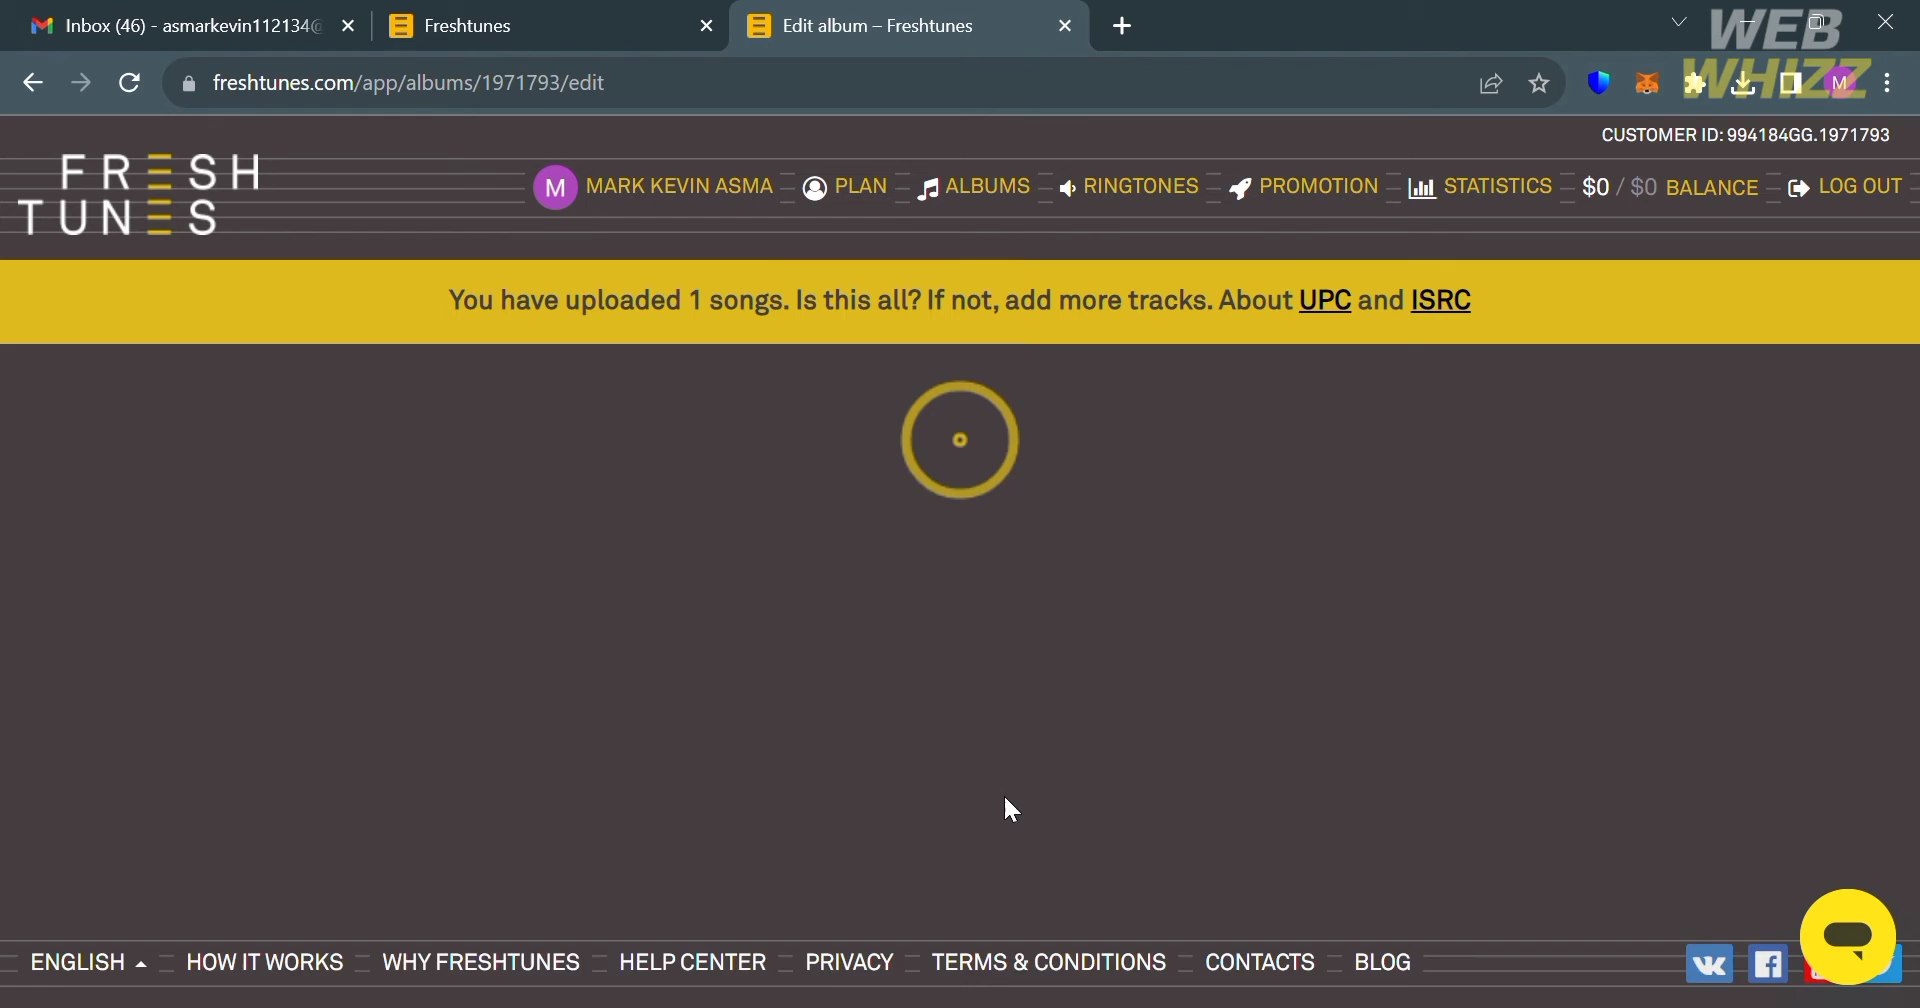 Inbox (46) - asmarkevin112134@
Freshtunes
Edit album – Freshtunes
WEB
WHIZZ
freshtunes.com/app/albums/1971793/edit
M
CUSTOMER ID: 994184GG.1971793
FRESH
TUNES
M MARK KEVIN ASMA
PLAN
ALBUMS
RINGTONES
PROMOTION
STATISTICS
$0 / $0 BALANCE
LOG OUT
You have uploaded 1 songs. Is this all? If not, add more tracks. About UPC and ISRC
ENGLISH
HOW IT WORKS
WHY FRESHTUNES
HELP CENTER
PRIVACY
TERMS & CONDITIONS
CONTACTS
BLOG